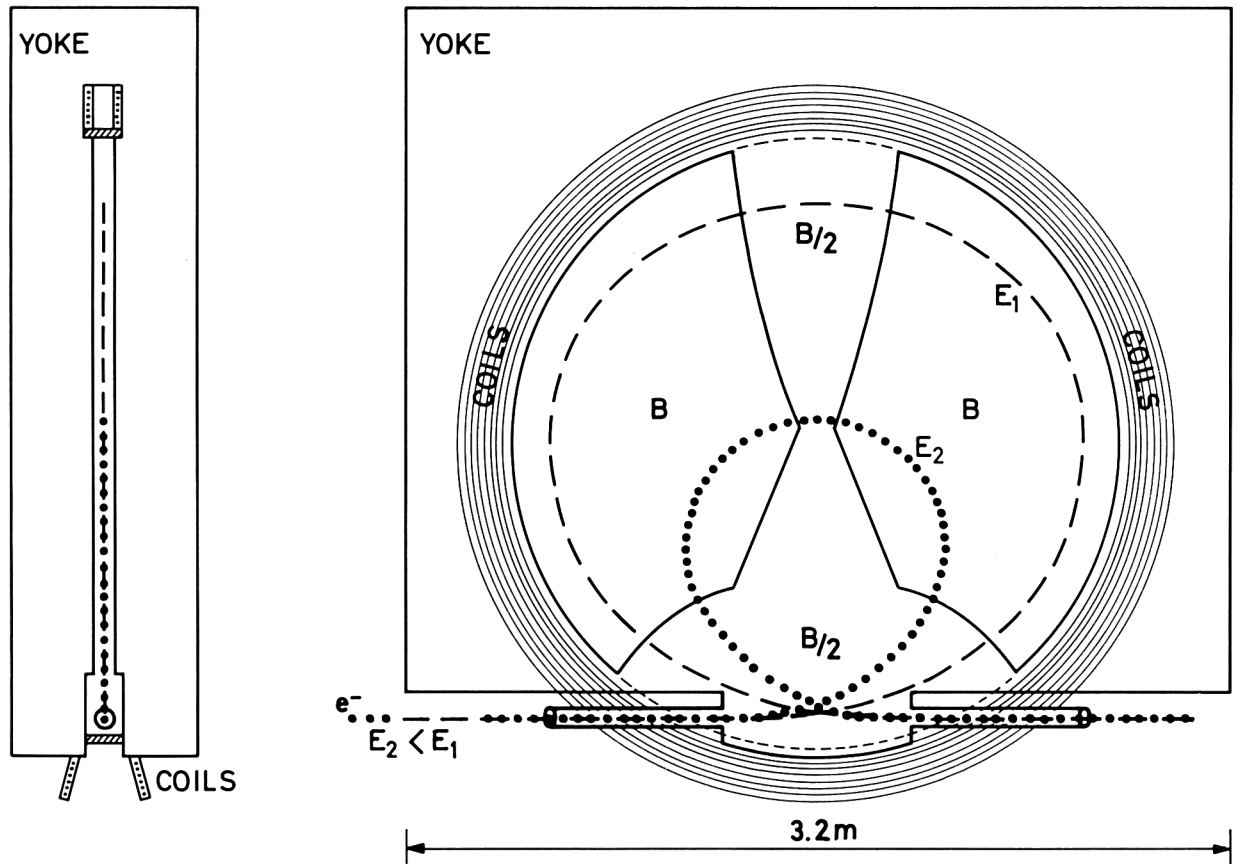 YOKE
COILS
YOKE
COILS
COILS
B/2
E₁
B
B
E₂
B/2
e⁻
E₂ < E₁
3.2m